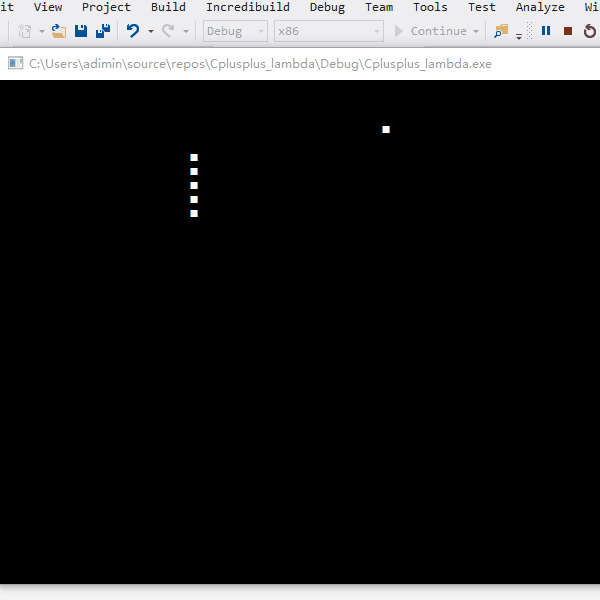 it View Project Build Incredibuild Debug Team Tools Test Analyze Wi
Debug x86 Continue
C:\Users\adimin\source\repos\Cplusplus_lambda\Debug\Cplusplus_lambda.exe